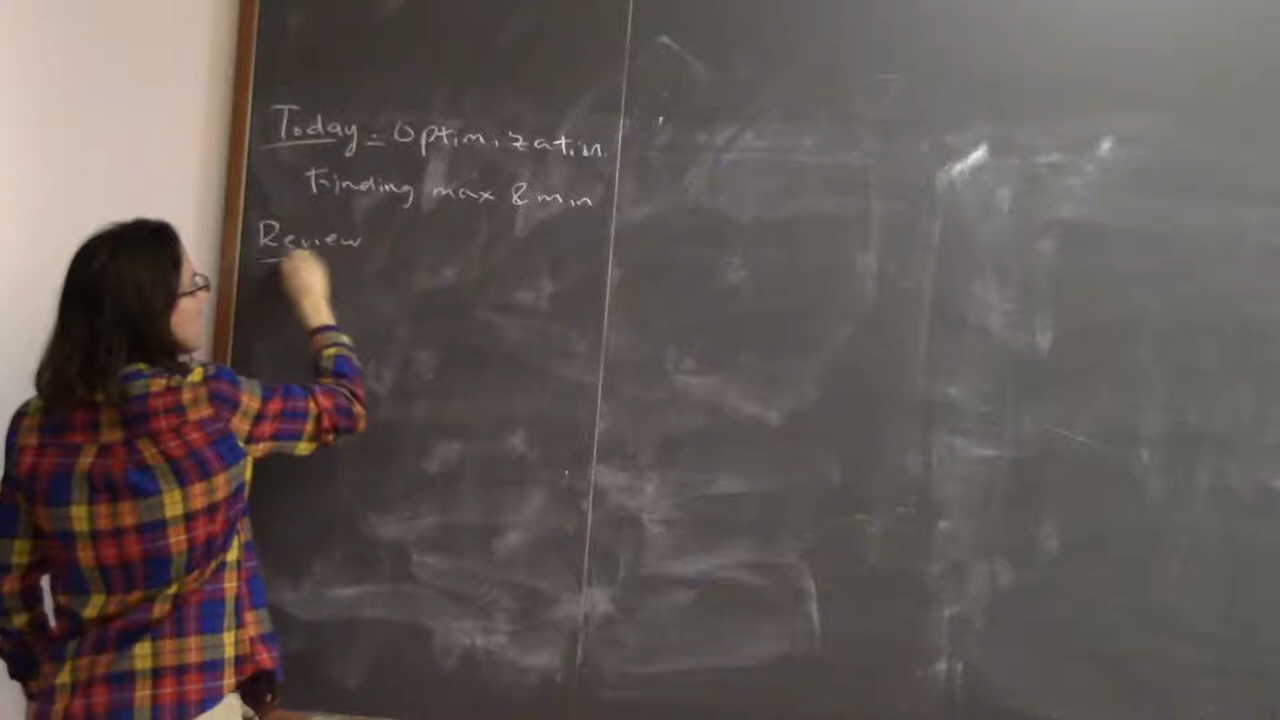 Today = Optimization
Finding max & min
Review